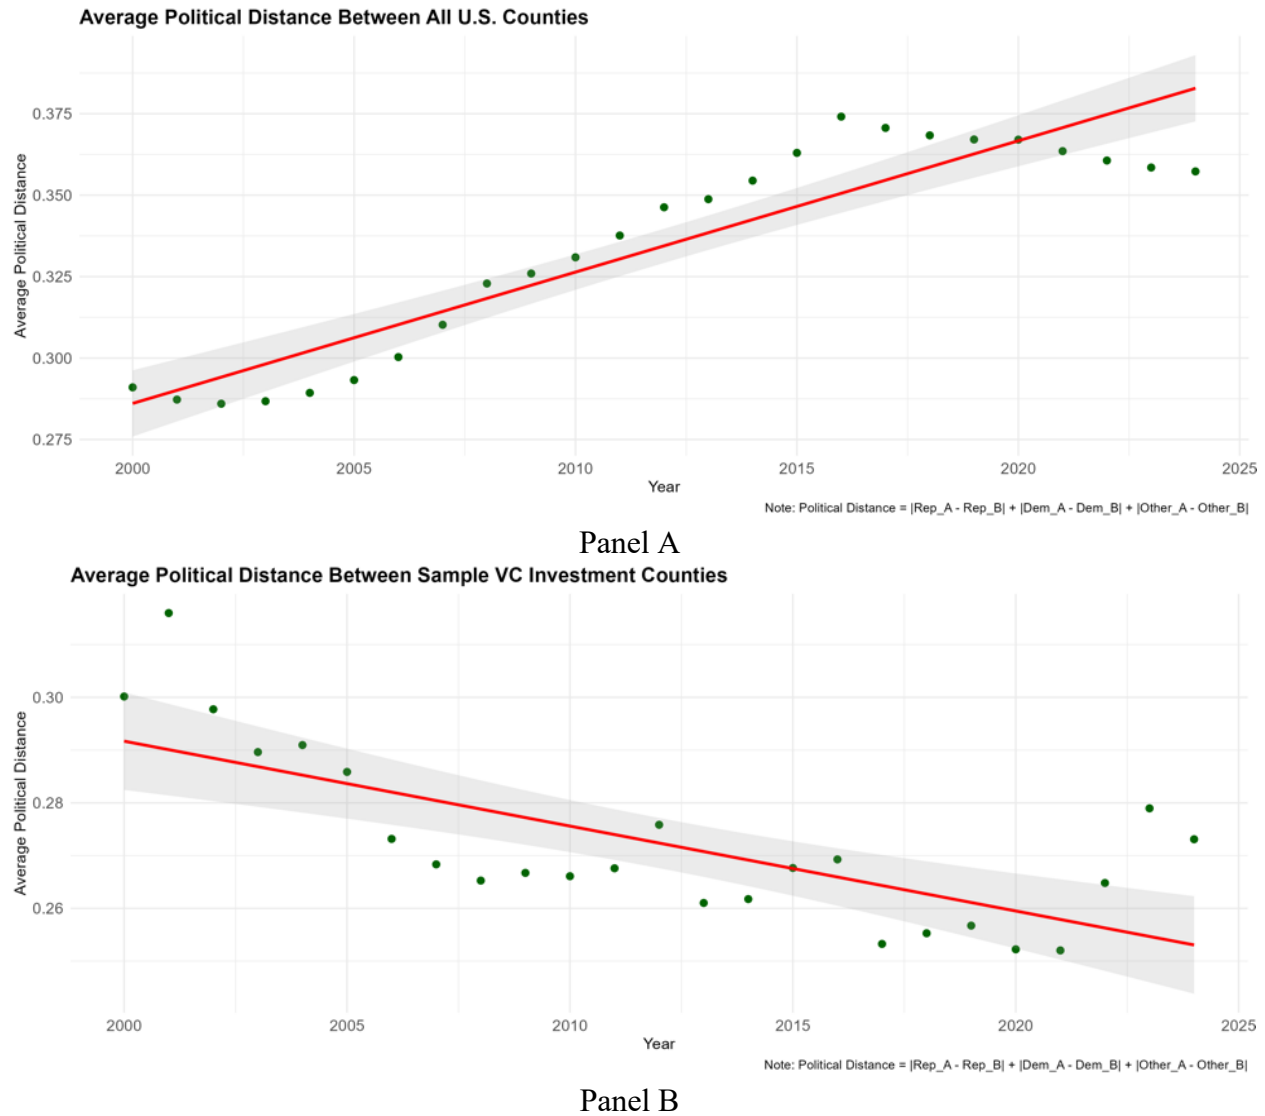 Average Political Distance Between All U.S. Counties
Average Political Distance
0.375
0.350
0.325
0.300
0.275
2000 2005 2010 2015 2020 2025
Year
Note: Political Distance = |Rep_A - Rep_B| + |Dem_A - Dem_B| + |Other_A - Other_B|
Panel A
Average Political Distance Between Sample VC Investment Counties
Average Political Distance
0.30
0.28
0.26
2000 2005 2010 2015 2020 2025
Year
Note: Political Distance = |Rep_A - Rep_B| + |Dem_A - Dem_B| + |Other_A - Other_B|
Panel B